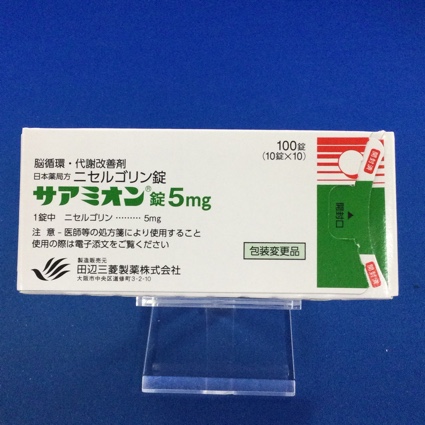 100錠
(10錠×10)
脳循環・代謝改善剤
日本薬局方 ニセルゴリン錠
サアミオン®錠5mg
1錠中 ニセルゴリン ……… 5mg
注 意－医師等の処方箋により使用すること
使用の際は電子添文をご覧ください
包装変更品
製造販売元
田辺三菱製薬株式会社
大阪市中央区道修町3-2-10
開封口
開封済
開封済